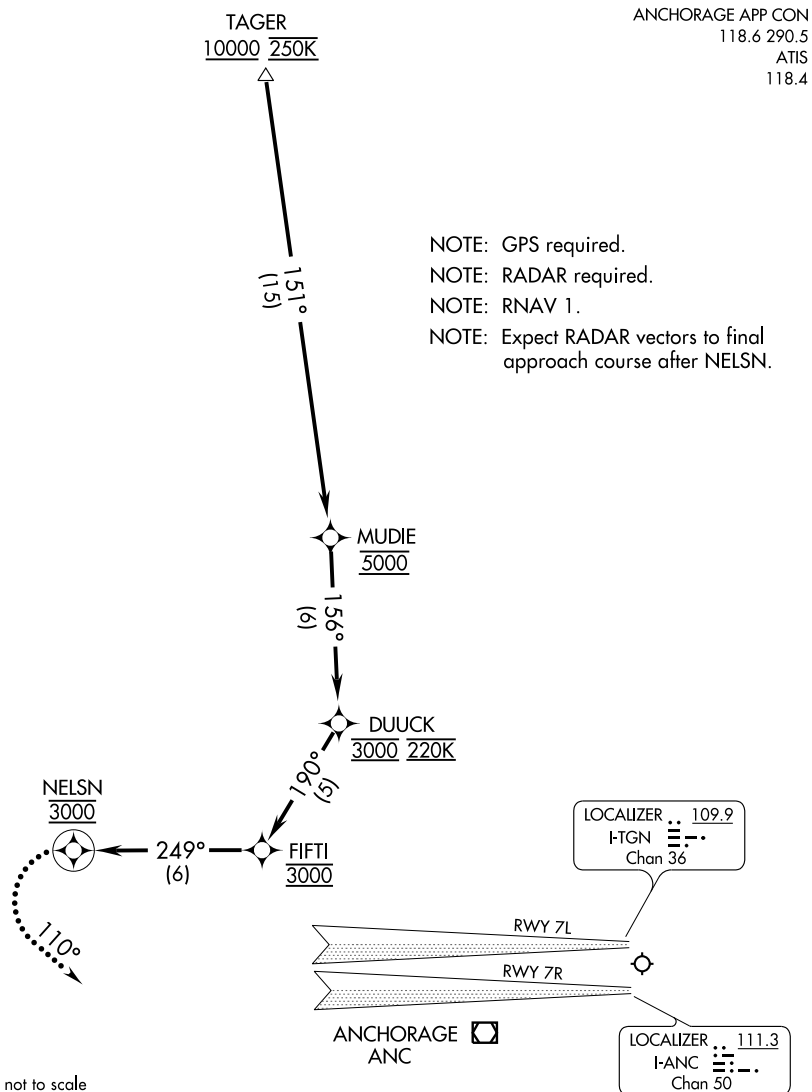 ANCHORAGE APP CON
118.6 290.5
ATIS
118.4
TAGER
10000 250K
NOTE: GPS required.
NOTE: RADAR required.
NOTE: RNAV 1.
NOTE: Expect RADAR vectors to final
approach course after NELSN.
151°
(15)
MUDIE
5000
156°
(6)
DUUCK
3000 220K
190°
(5)
NELSN
3000
249°
(6)
FIFTI
3000
110°
LOCALIZER 109.9
I-TGN
Chan 36
RWY 7L
RWY 7R
ANCHORAGE
ANC
LOCALIZER 111.3
I-ANC
Chan 50
not to scale